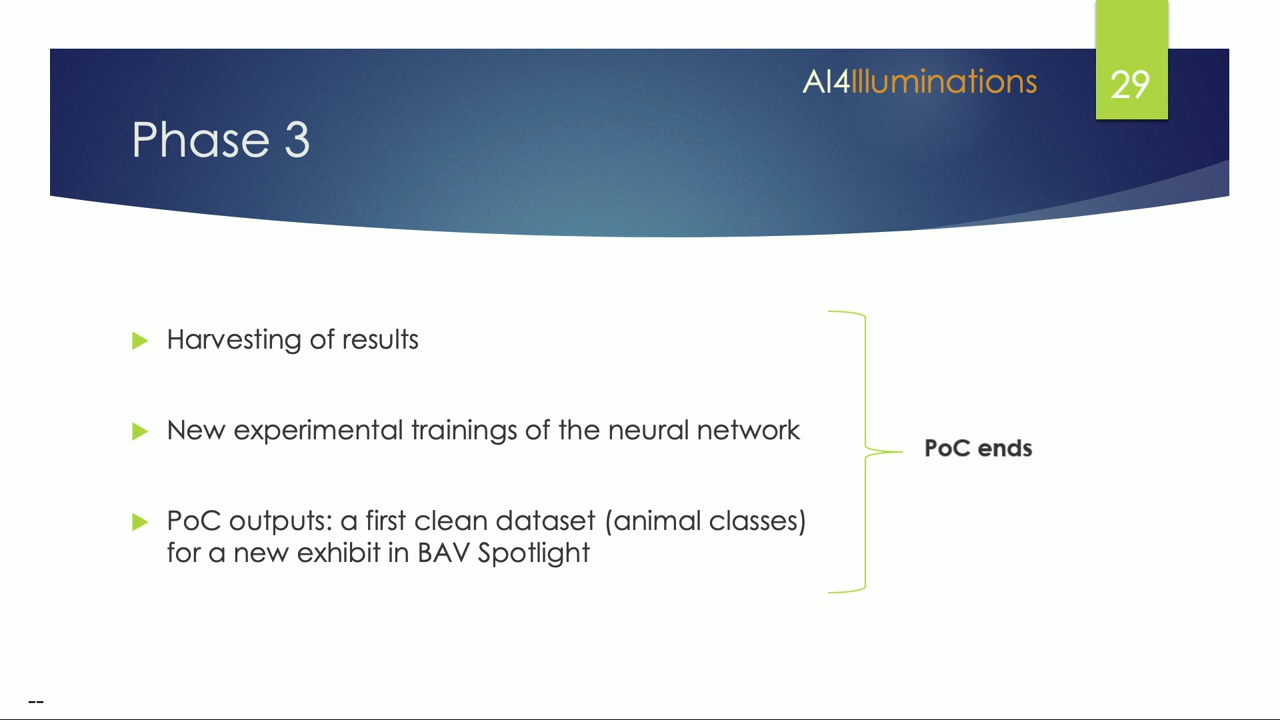 AI4Illuminations
29
Phase 3
Harvesting of results
New experimental trainings of the neural network
PoC outputs: a first clean dataset (animal classes)
for a new exhibit in BAV Spotlight
PoC ends
--